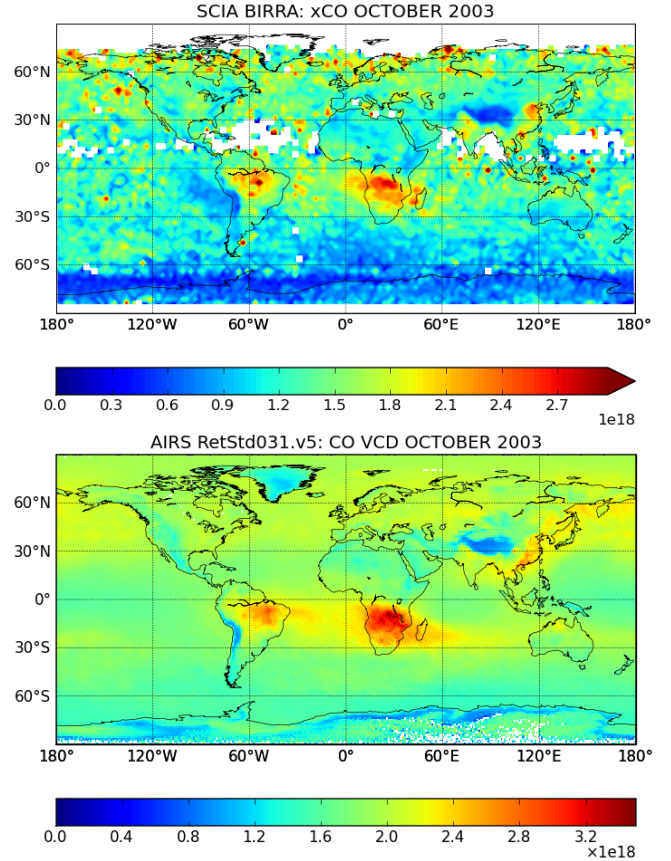 SCIA BIRRA: xCO OCTOBER 2003
60°N
30°N
0°
30°S
60°S
180° 120°W 60°W 0° 60°E 120°E 180°
0.0 0.3 0.6 0.9 1.2 1.5 1.8 2.1 2.4 2.7
1e18
AIRS RetStd031.v5: CO VCD OCTOBER 2003
60°N
30°N
0°
30°S
60°S
180° 120°W 60°W 0° 60°E 120°E 180°
0.0 0.4 0.8 1.2 1.6 2.0 2.4 2.8 3.2
×1e18